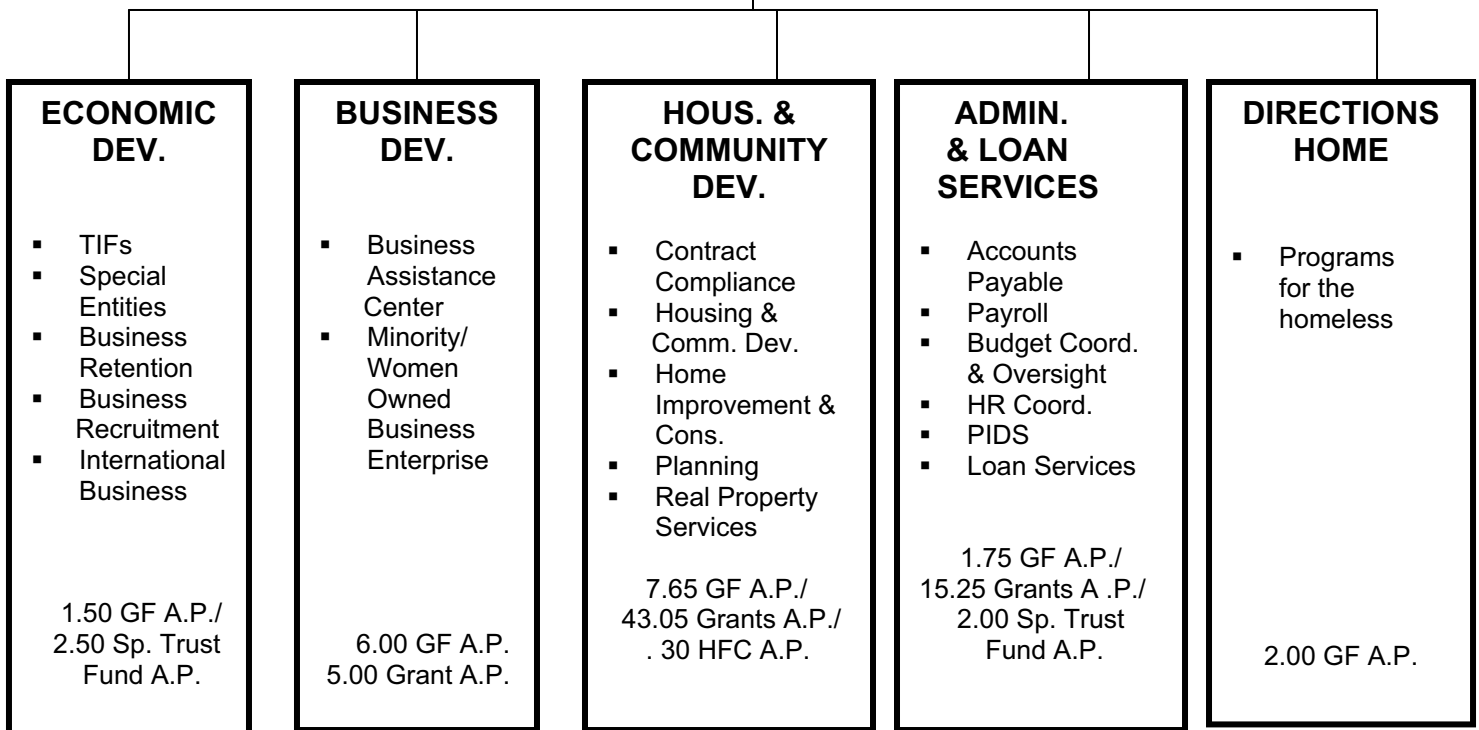 ECONOMIC
DEV.
▪ TIFs
▪ Special
Entities
▪ Business
Retention
▪ Business
Recruitment
▪ International
Business
1.50 GF A.P./
2.50 Sp. Trust
Fund A.P.
BUSINESS
DEV.
▪ Business
Assistance
Center
▪ Minority/
Women
Owned
Business
Enterprise
6.00 GF A.P.
5.00 Grant A.P.
HOUS. &
COMMUNITY
DEV.
▪ Contract
Compliance
▪ Housing &
Comm. Dev.
▪ Home
Improvement &
Cons.
▪ Planning
▪ Real Property
Services
7.65 GF A.P./
43.05 Grants A.P./
. 30 HFC A.P.
ADMIN.
& LOAN
SERVICES
▪ Accounts
Payable
▪ Payroll
▪ Budget Coord.
& Oversight
▪ HR Coord.
▪ PIDS
▪ Loan Services
1.75 GF A.P./
15.25 Grants A .P./
2.00 Sp. Trust
Fund A.P.
DIRECTIONS
HOME
▪ Programs
for the
homeless
2.00 GF A.P.